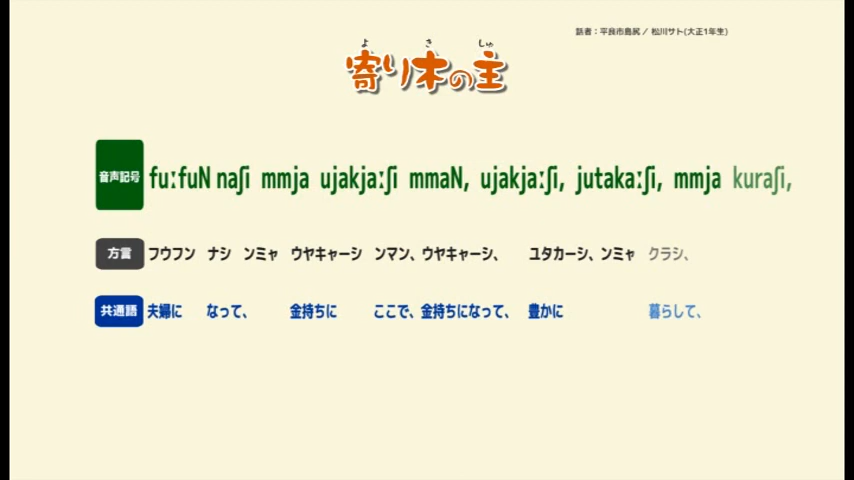 話者：平良市島尻／ 松川サト(大正1年生)
よ き しゅ
寄り木の主
音声記号 fuːfuN naʃi mmja ujakjaːʃi mmaN, ujakjaːʃi, jutakaːʃi, mmja kuraʃi,
方言 フウフン ナシ ンミャ ウヤキャーシ ンマン、ウヤキャーシ、 ユタカーシ、ンミャ クラシ、
共通語 夫婦に なって、 金持ちに ここで、金持ちになって、 豊かに 暮らして、